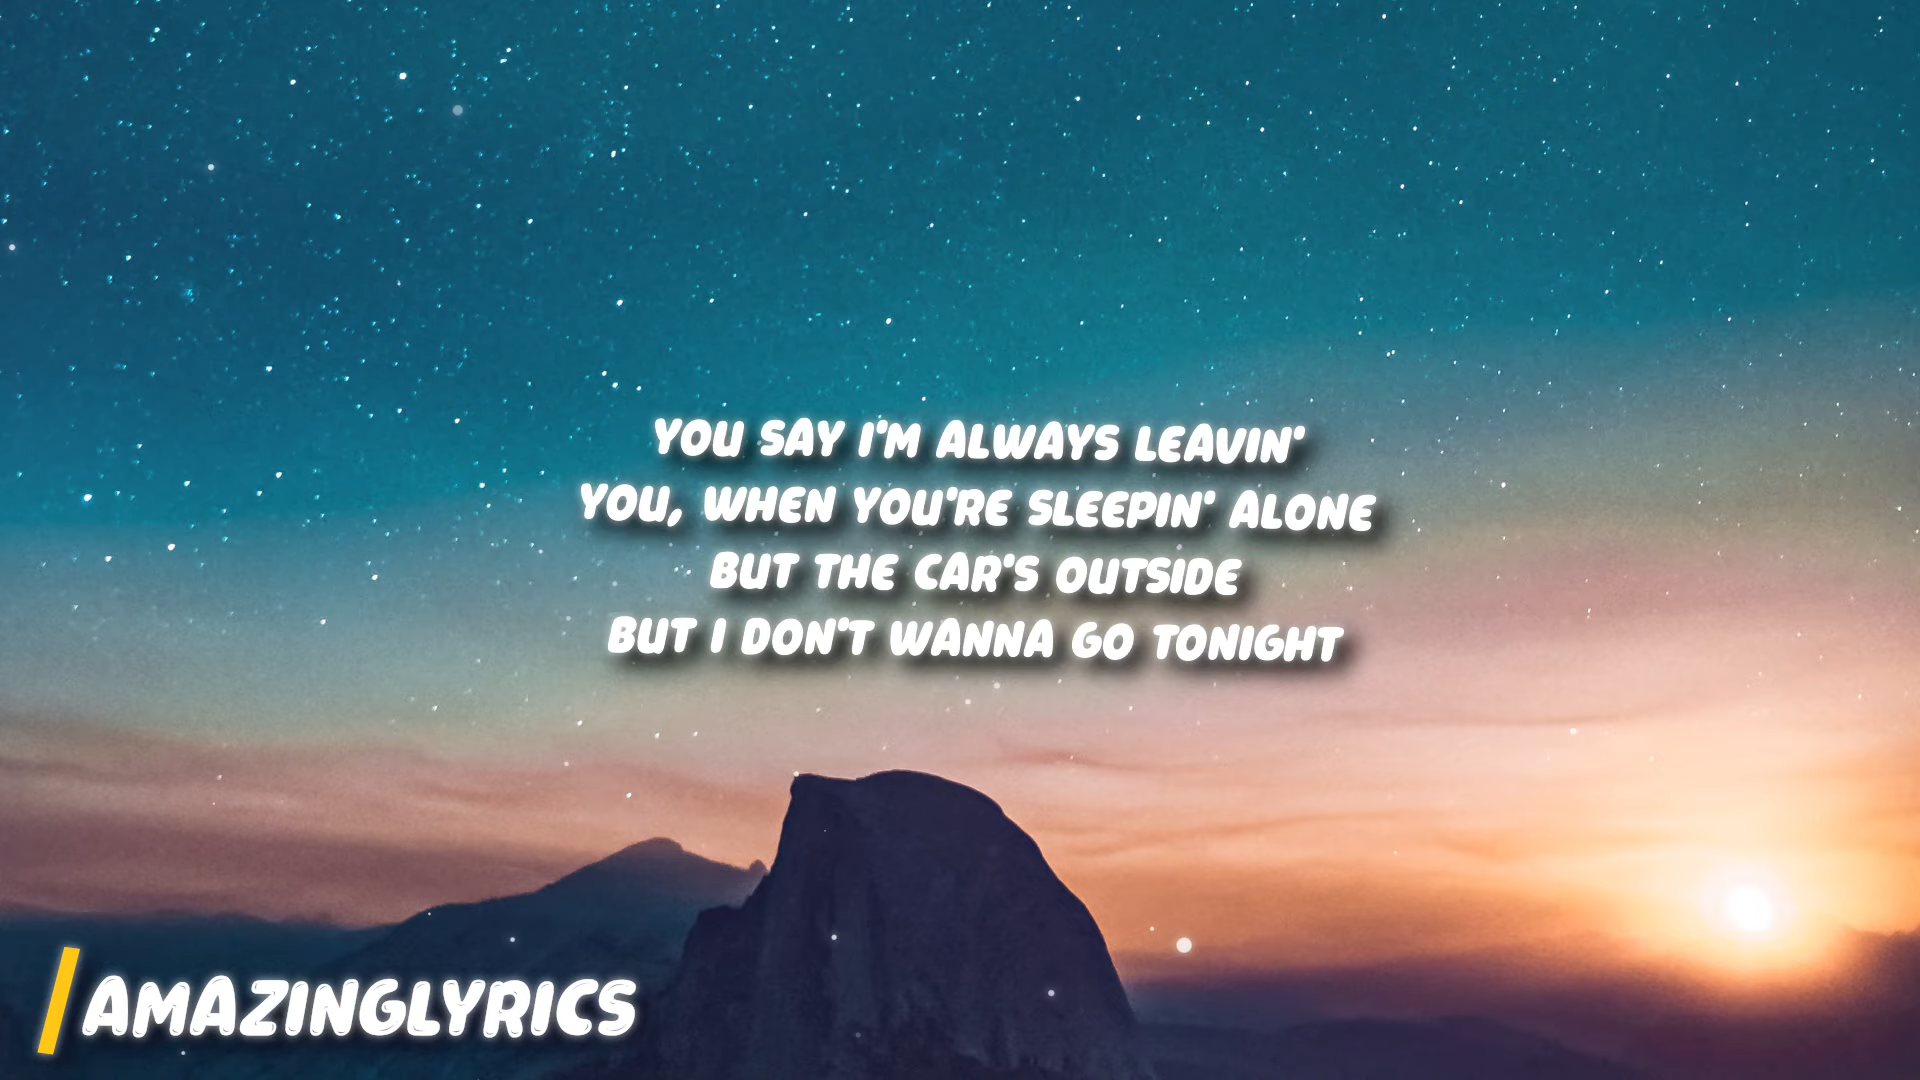 YOU SAY I'M ALWAYS LEAVIN'
YOU, WHEN YOU'RE SLEEPIN' ALONE
BUT THE CAR'S OUTSIDE
BUT I DON'T WANNA GO TONIGHT
AMAZINGLYRICS